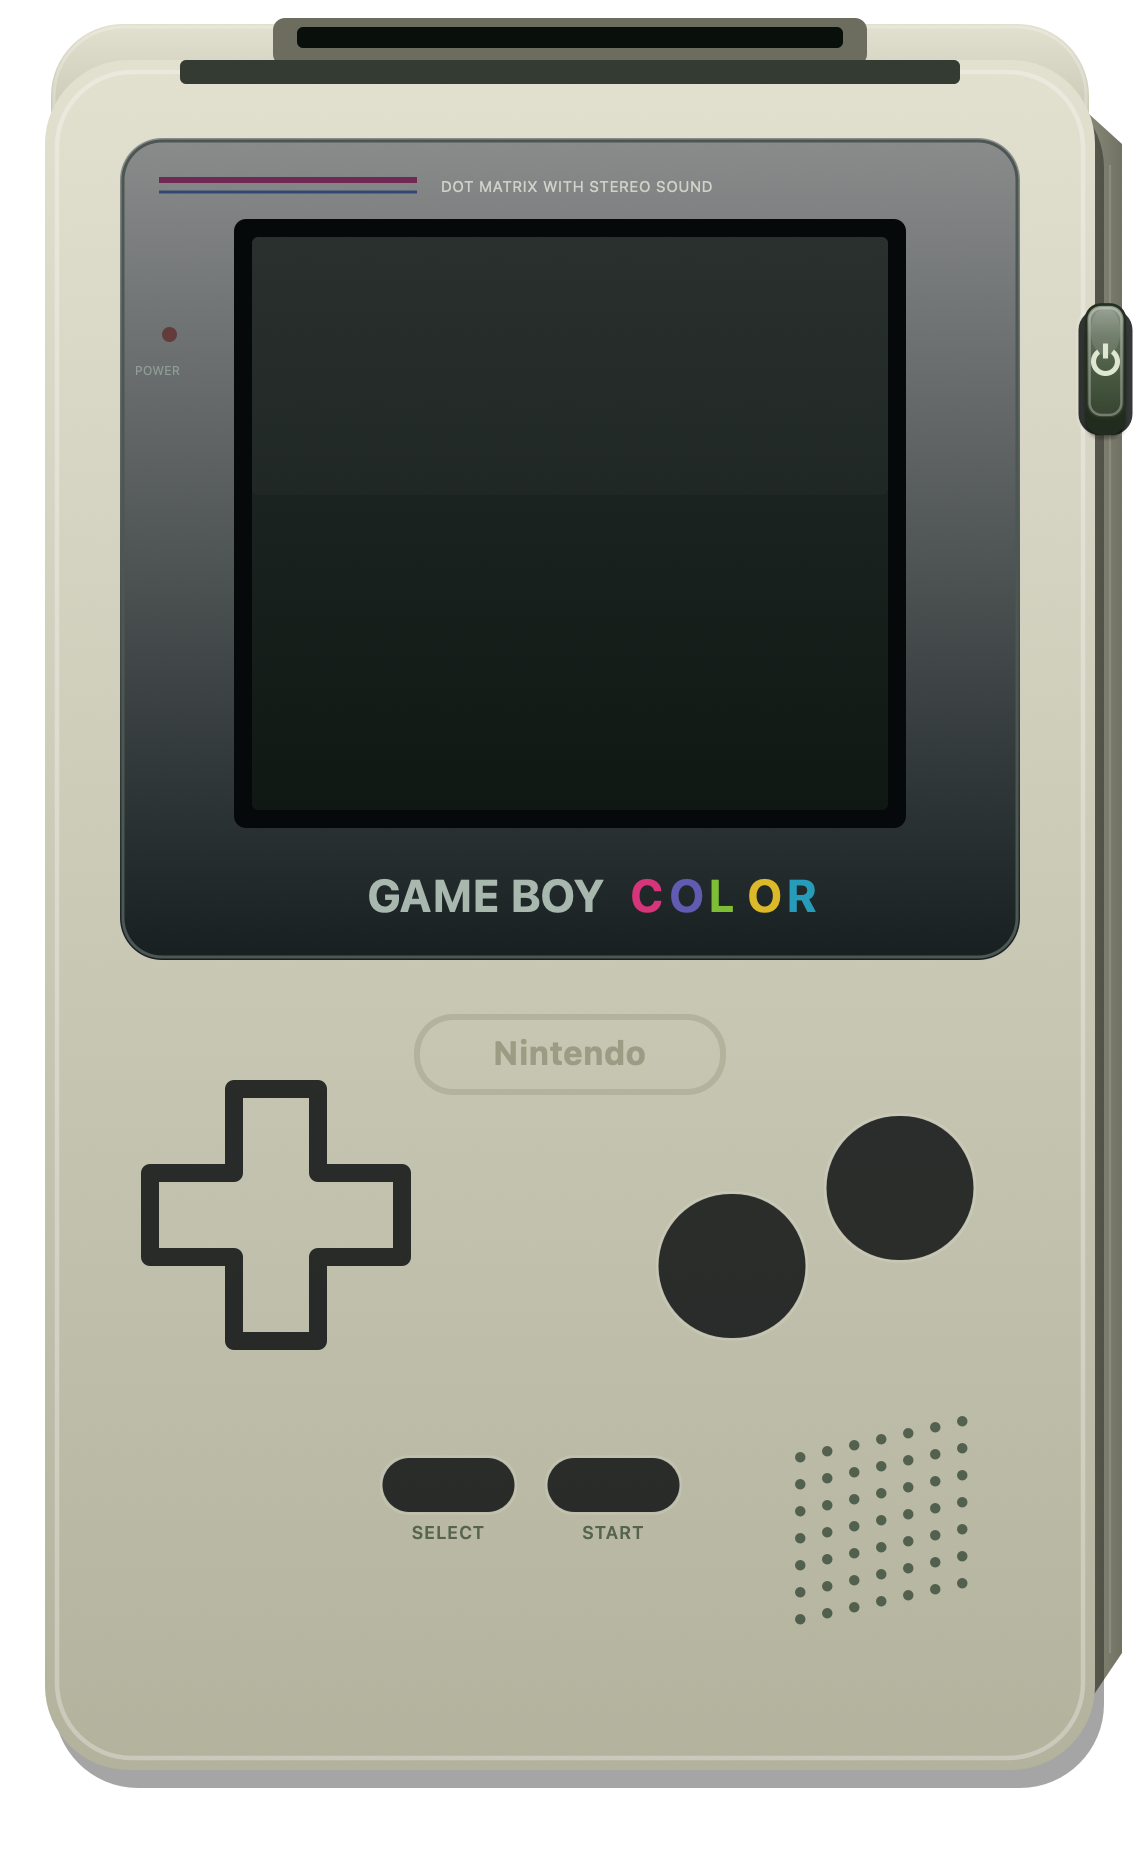 DOT MATRIX WITH STEREO SOUND
POWER
GAME BOY COLOR
Nintendo
SELECT START